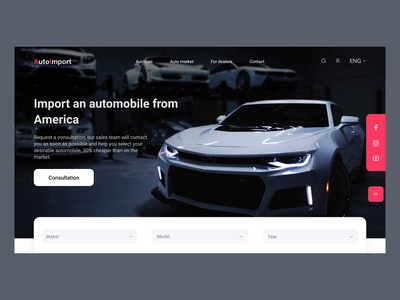 AutoImport
Auctions Auto market For dealers Contact ENG
Import an automobile from
America
Request a consultation, our sales team will contact
you as soon as possible and help you select your
desirable automobile, 30% cheaper than on the
market.
Consultation
Maker Model Year